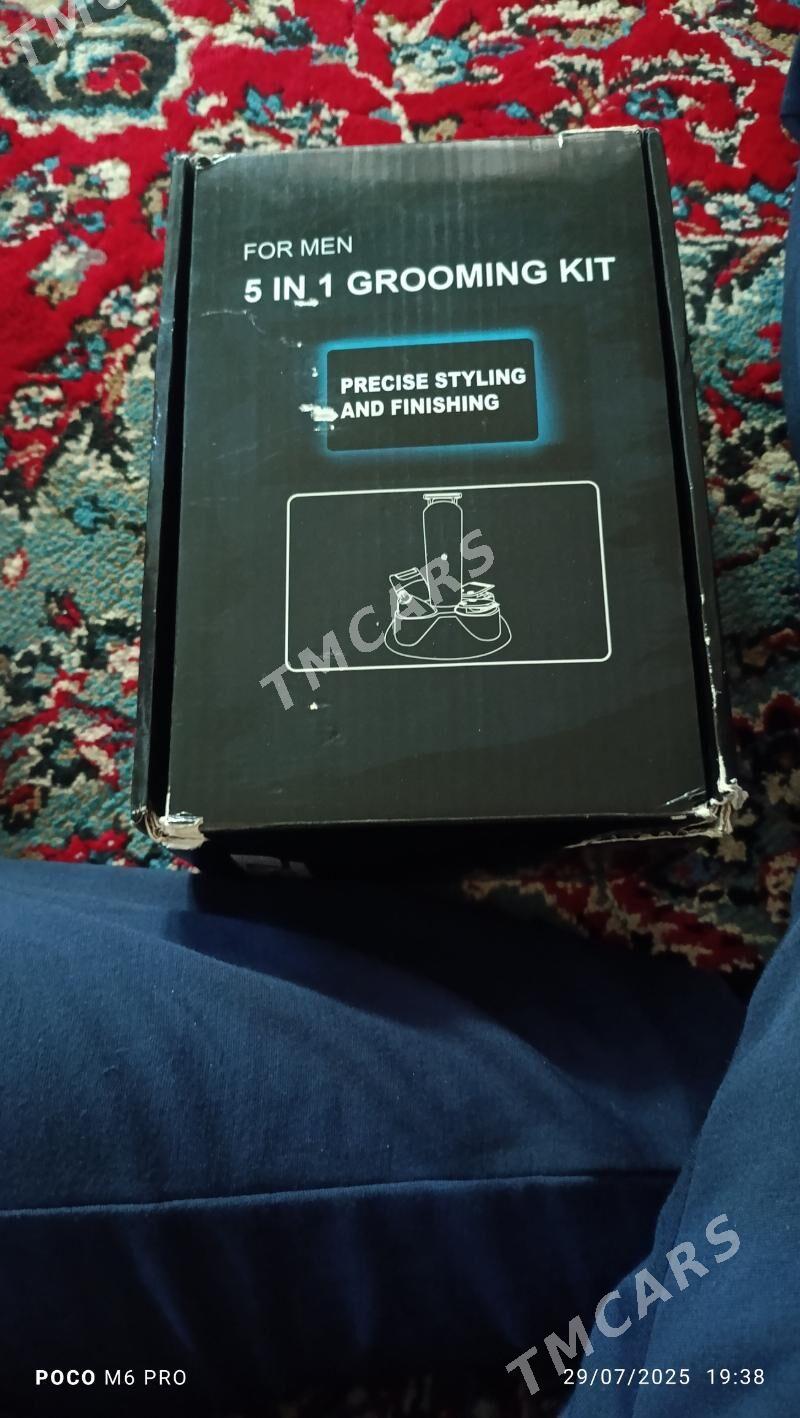 FOR MEN
5 IN 1 GROOMING KIT
PRECISE STYLING
AND FINISHING
TMCARS
TMCARS
POCO M6 PRO
29/07/2025 19:38